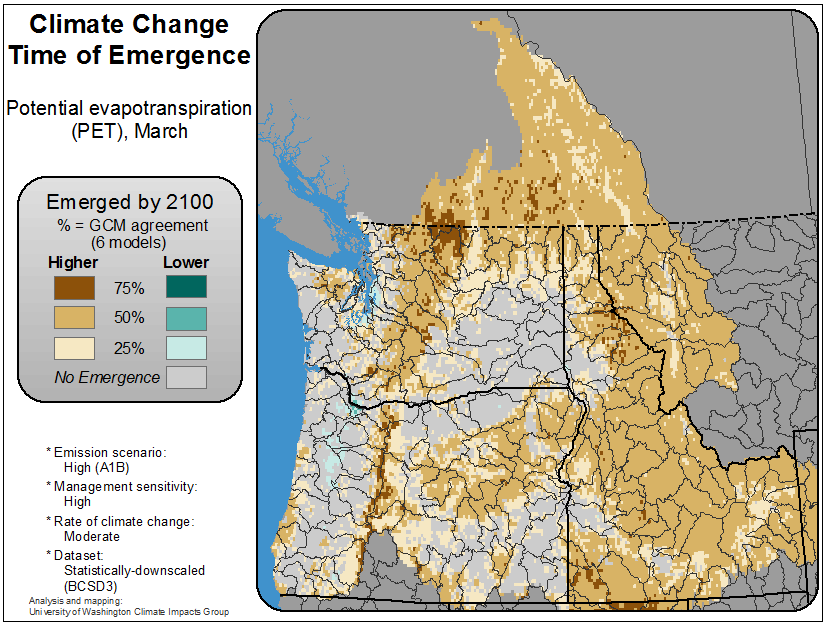 Climate Change
Time of Emergence
Potential evapotranspiration
(PET), March
Emerged by 2100
% = GCM agreement
(6 models)
Higher Lower
75%
50%
25%
No Emergence
* Emission scenario:
High (A1B)
* Management sensitivity:
High
* Rate of climate change:
Moderate
* Dataset:
Statistically-downscaled
(BCSD3)
Analysis and mapping:
University of Washington Climate Impacts Group